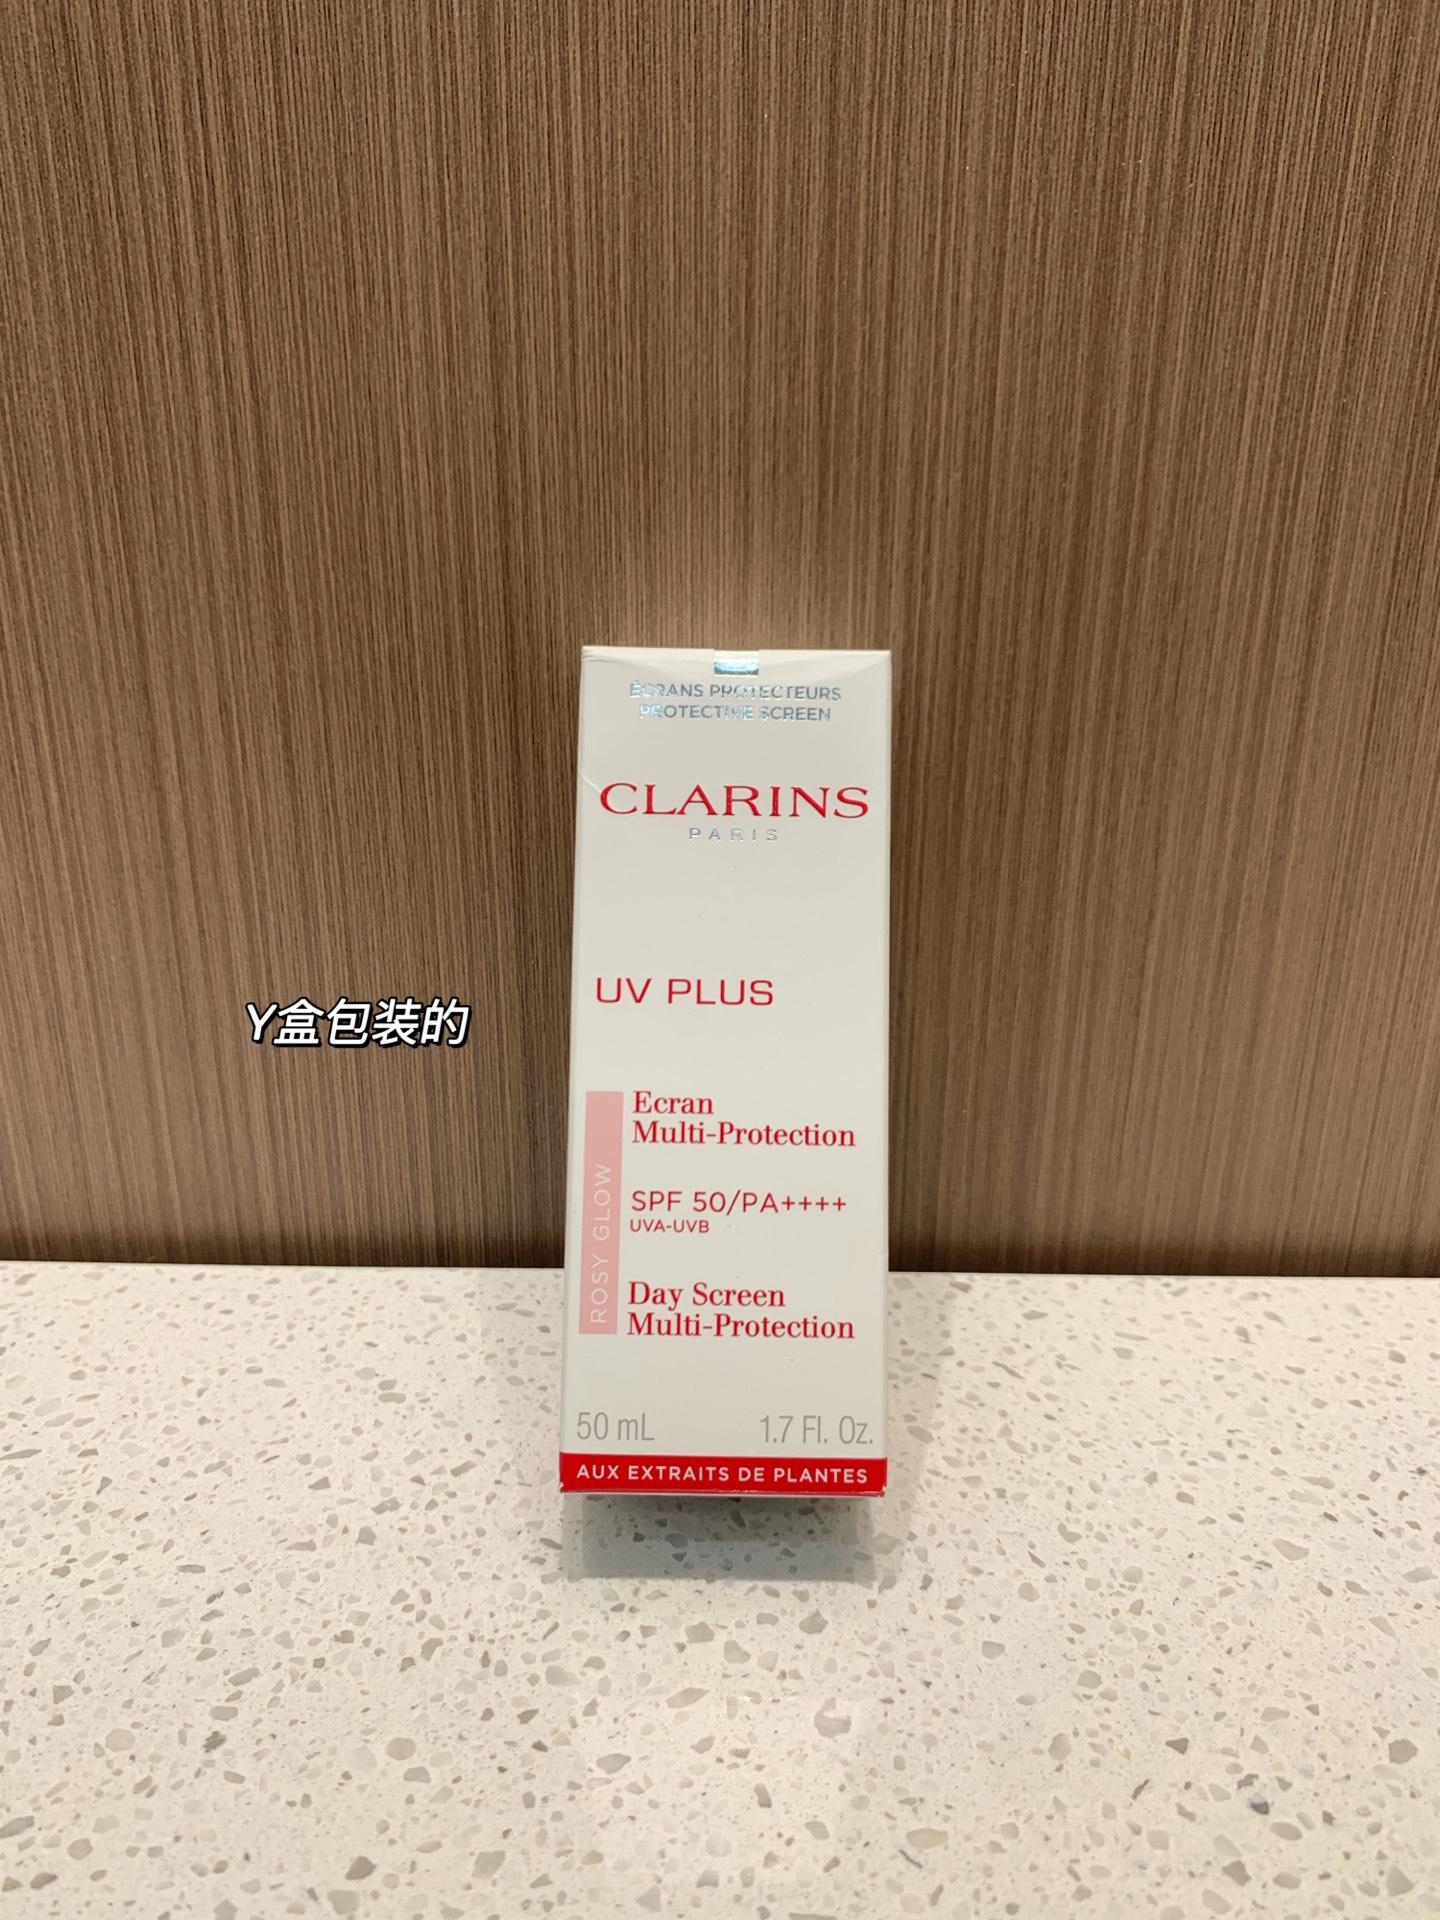 ÉCRANS PROTECTEURS
PROTECTIVE SCREEN
CLARINS
PARIS
UV PLUS
Y盒包装的
ROSY GLOW
Ecran
Multi-Protection
SPF 50/PA++++
UVA-UVB
Day Screen
Multi-Protection
50 mL 1.7 Fl. Oz.
AUX EXTRAITS DE PLANTES